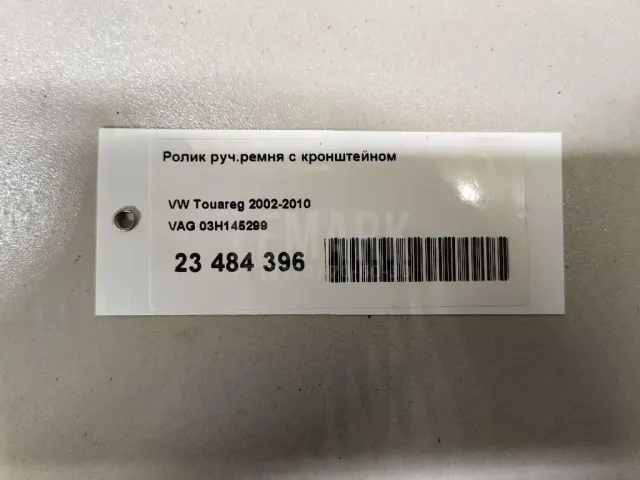 Ролик руч.ремня с кронштейном
VW Touareg 2002-2010
VAG 03H145299
23 484 396